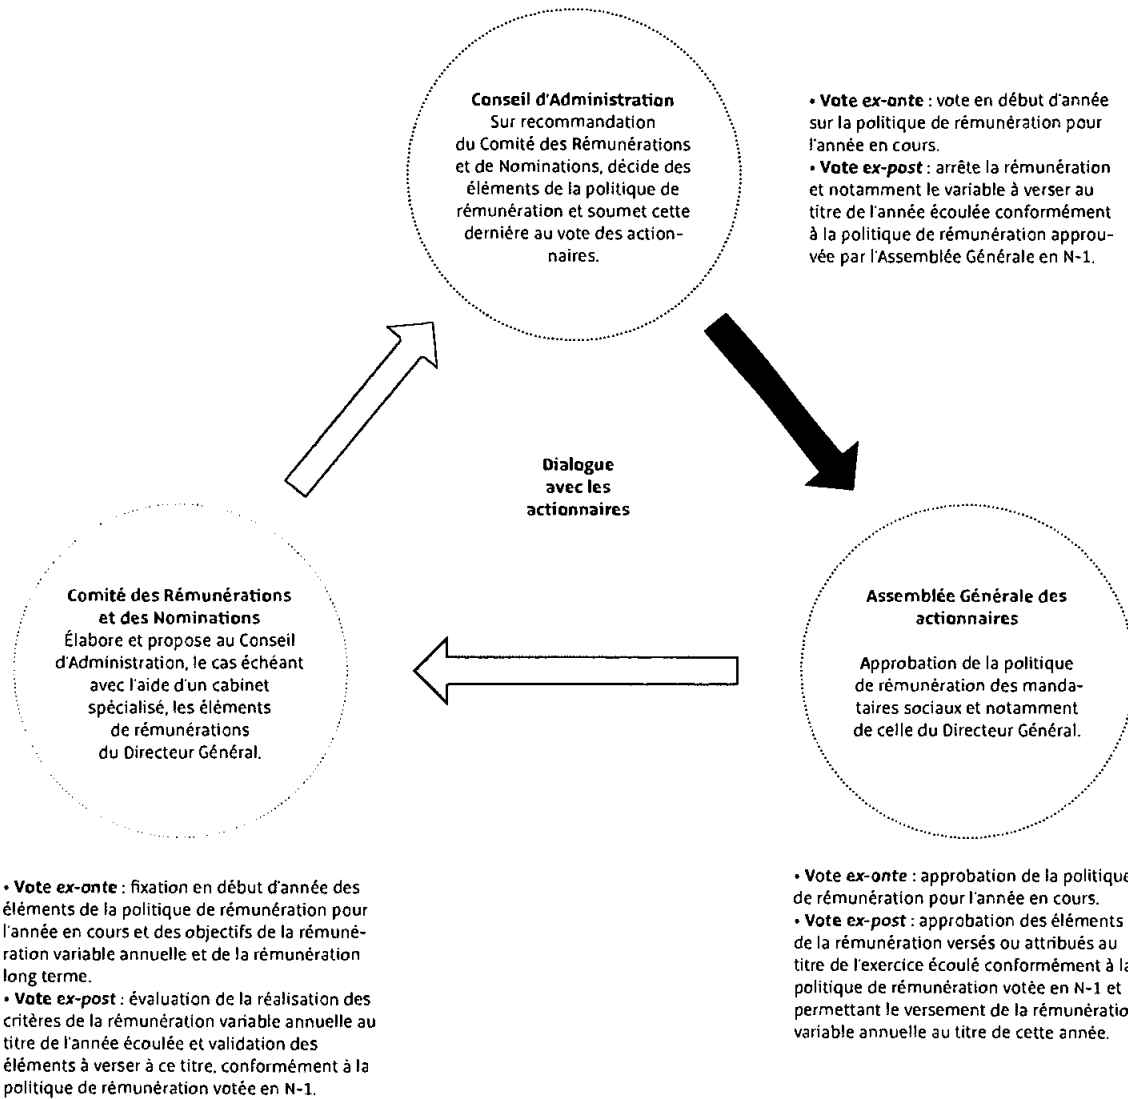 Conseil d'Administration
Sur recommandation
du Comité des Rémunérations
et de Nominations, décide des
éléments de la politique de
rémunération et soumet cette
dernière au vote des action-
naires.
• Vote ex-ante : vote en début d'année
sur la politique de rémunération pour
l'année en cours.
• Vote ex-post : arrête la rémunération
et notamment le variable à verser au
titre de l'année écoulée conformément
à la politique de rémunération approu-
vée par l'Assemblée Générale en N-1.
Dialogue
avec les
actionnaires
Comité des Rémunérations
et des Nominations
Élabore et propose au Conseil
d'Administration, le cas échéant
avec l'aide d'un cabinet
spécialisé, les éléments
de rémunérations
du Directeur Général.
Assemblée Générale des
actionnaires
Approbation de la politique
de rémunération des manda-
taires sociaux et notamment
de celle du Directeur Général.
• Vote ex-ante : fixation en début d'année des
éléments de la politique de rémunération pour
l'année en cours et des objectifs de la rémuné-
ration variable annuelle et de la rémunération
long terme.
• Vote ex-post : évaluation de la réalisation des
critères de la rémunération variable annuelle au
titre de l'année écoulée et validation des
éléments à verser à ce titre, conformément à la
politique de rémunération votée en N-1.
• Vote ex-ante : approbation de la politique
de rémunération pour l'année en cours.
• Vote ex-post : approbation des éléments
de la rémunération versés ou attribués au
titre de l'exercice écoulé conformément à la
politique de rémunération votée en N-1 et
permettant le versement de la rémunératio
variable annuelle au titre de cette année.